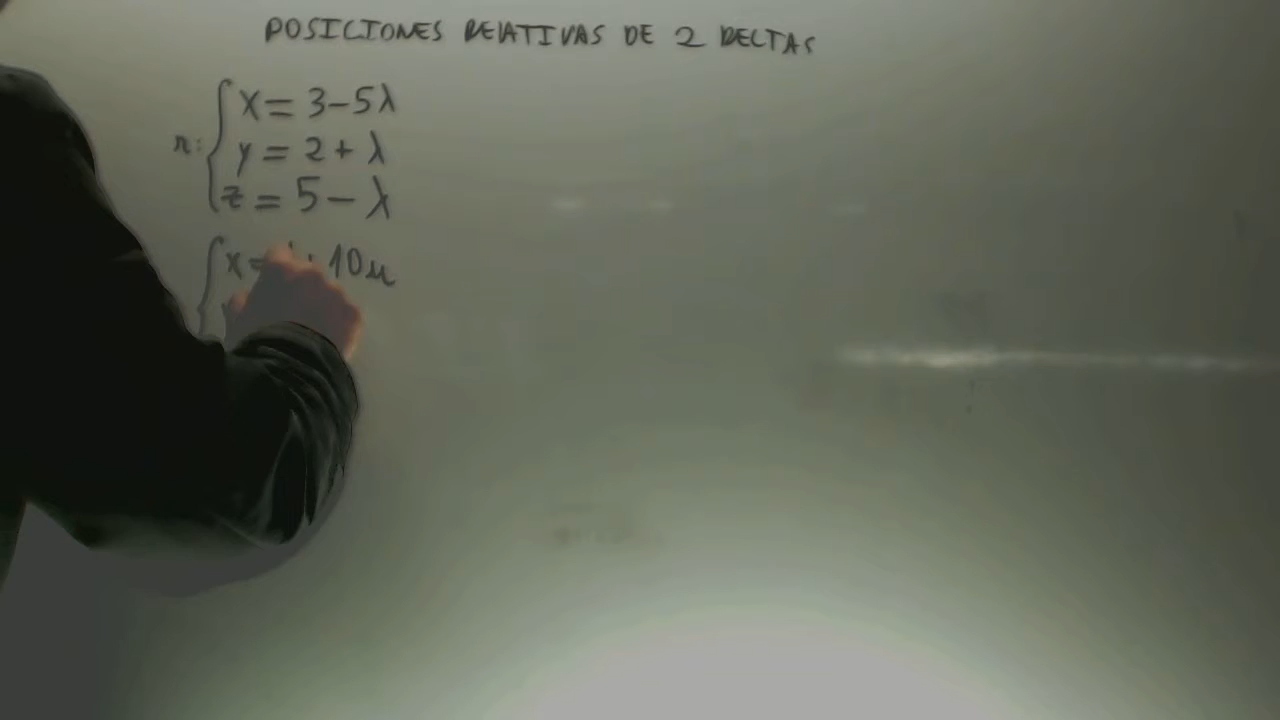 POSICIONES RELATIVAS DE 2 RECTAS
x = 3-5λ
r: y = 2+ λ
z = 5- λ
x = 10μ